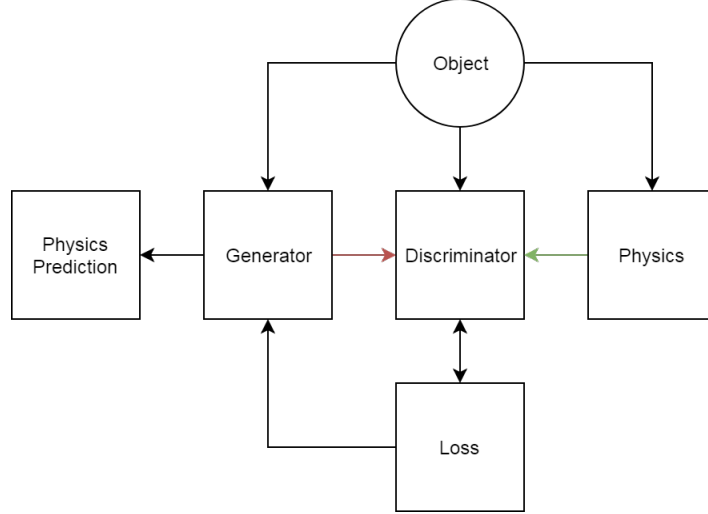 Object
Physics
Prediction
Generator
Discriminator
Physics
Loss